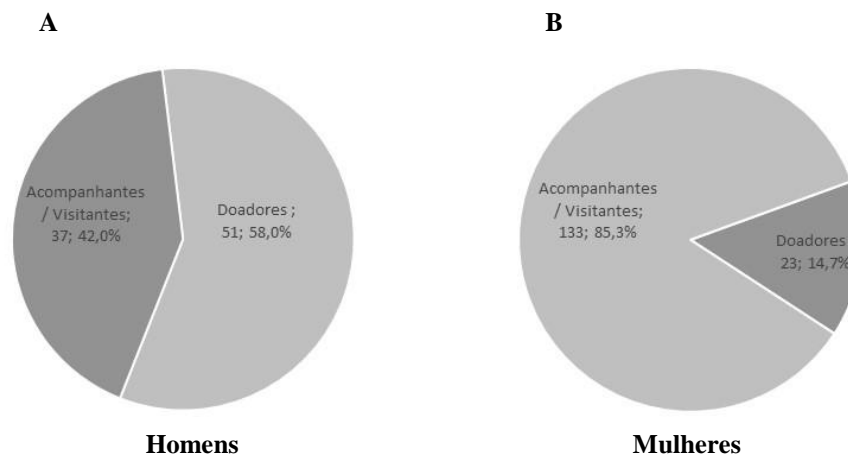 A
B
Acompanhantes
/ Visitantes;
37; 42,0%
Doadores ;
51; 58,0%
Acompanhantes
/ Visitantes;
133; 85,3%
Doadores
23; 14,7%
Homens
Mulheres